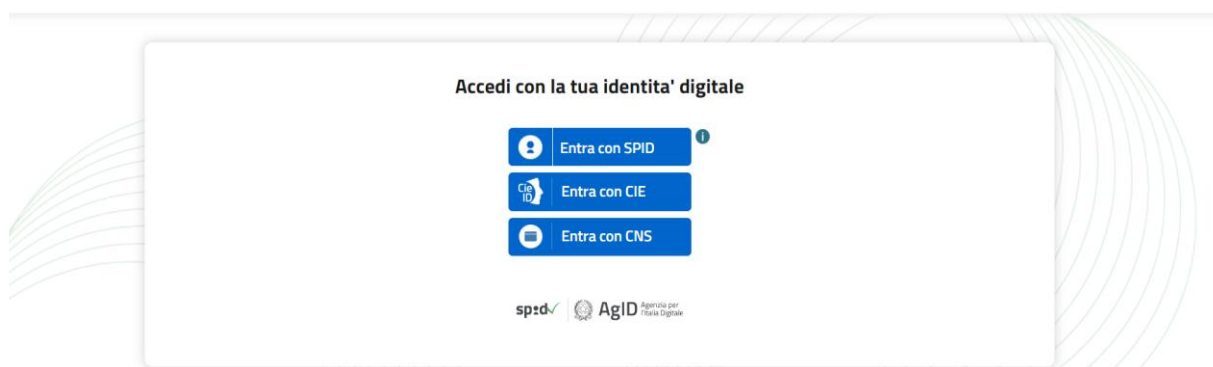 Accedi con la tua identita' digitale
i
Entra con SPID
Cie ID
Entra con CIE
Entra con CNS
spid
AgID
Agenzia per
l'Italia Digitale